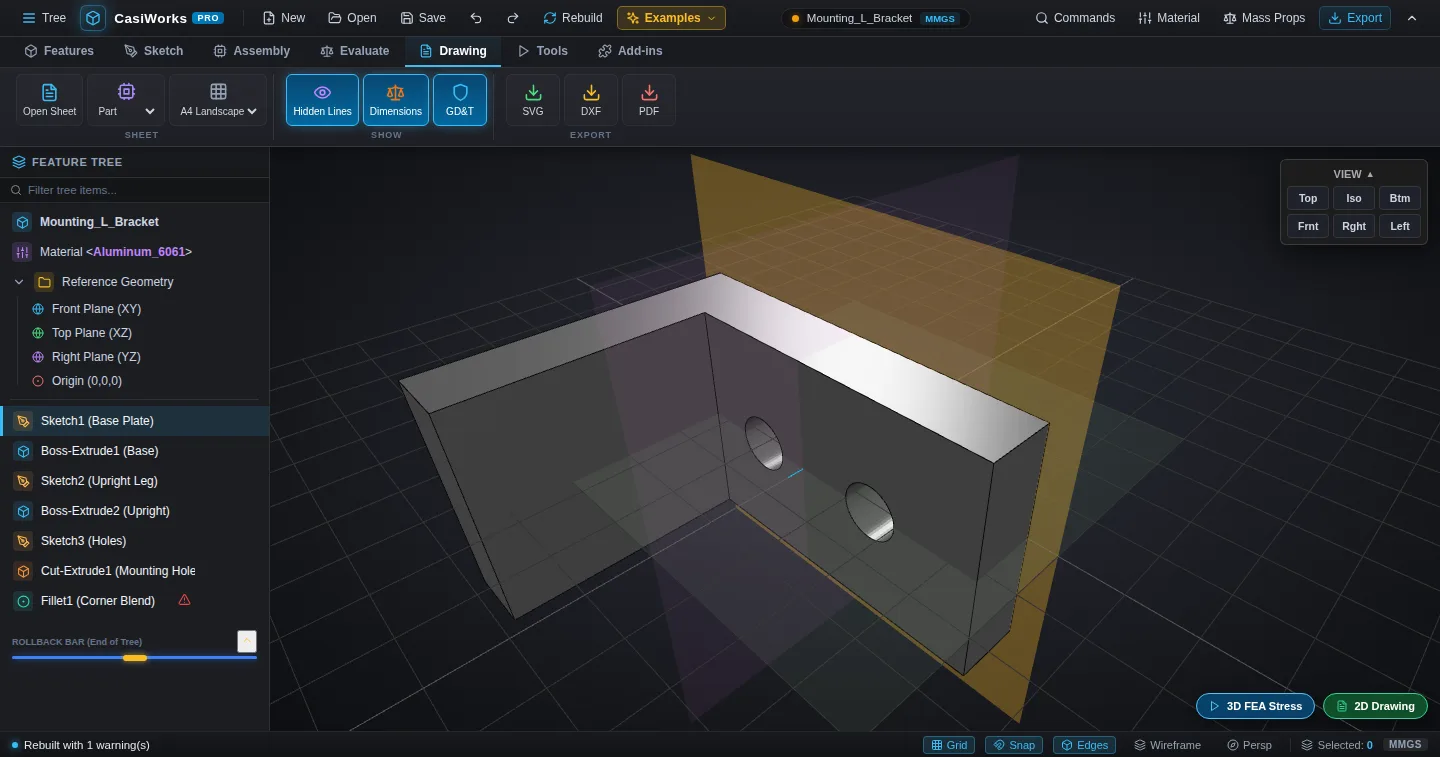 Tree CasiWorks PRO New Open Save Rebuild Examples Mounting_L_Bracket MMGS Commands Material Mass Props Export
Features Sketch Assembly Evaluate Drawing Tools Add-ins
Open Sheet Part A4 Landscape Hidden Lines Dimensions GD&T SVG DXF PDF
SHEET SHOW EXPORT
FEATURE TREE
Filter tree items...
Mounting_L_Bracket
Material <Aluminum_6061>
Reference Geometry
Front Plane (XY)
Top Plane (XZ)
Right Plane (YZ)
Origin (0,0,0)
Sketch1 (Base Plate)
Boss-Extrude1 (Base)
Sketch2 (Upright Leg)
Boss-Extrude2 (Upright)
Sketch3 (Holes)
Cut-Extrude1 (Mounting Hole
Fillet1 (Corner Blend)
ROLLBACK BAR (End of Tree)
VIEW ▲
Top Iso Btm
Frnt Rght Left
3D FEA Stress 2D Drawing
Rebuilt with 1 warning(s) Grid Snap Edges Wireframe Persp Selected: 0 MMGS